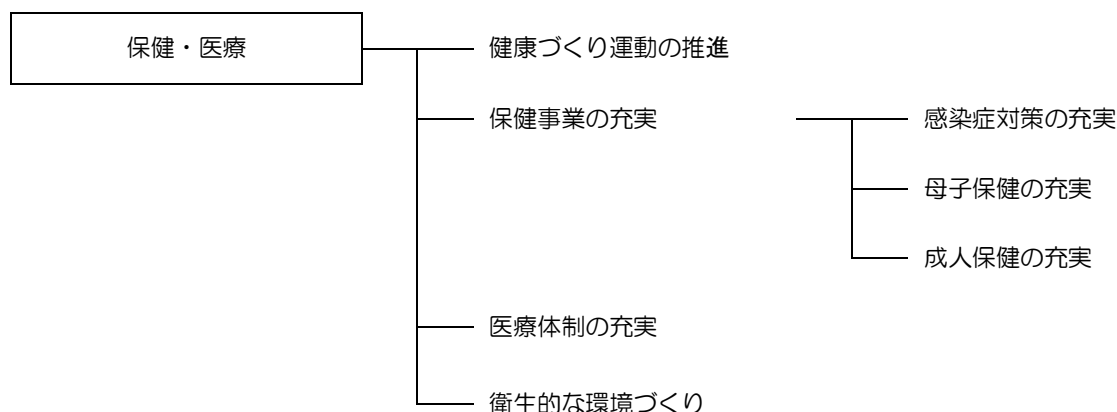 保健・医療
健康づくり運動の推進
保健事業の充実
感染症対策の充実
母子保健の充実
成人保健の充実
医療体制の充実
衛生的な環境づくり